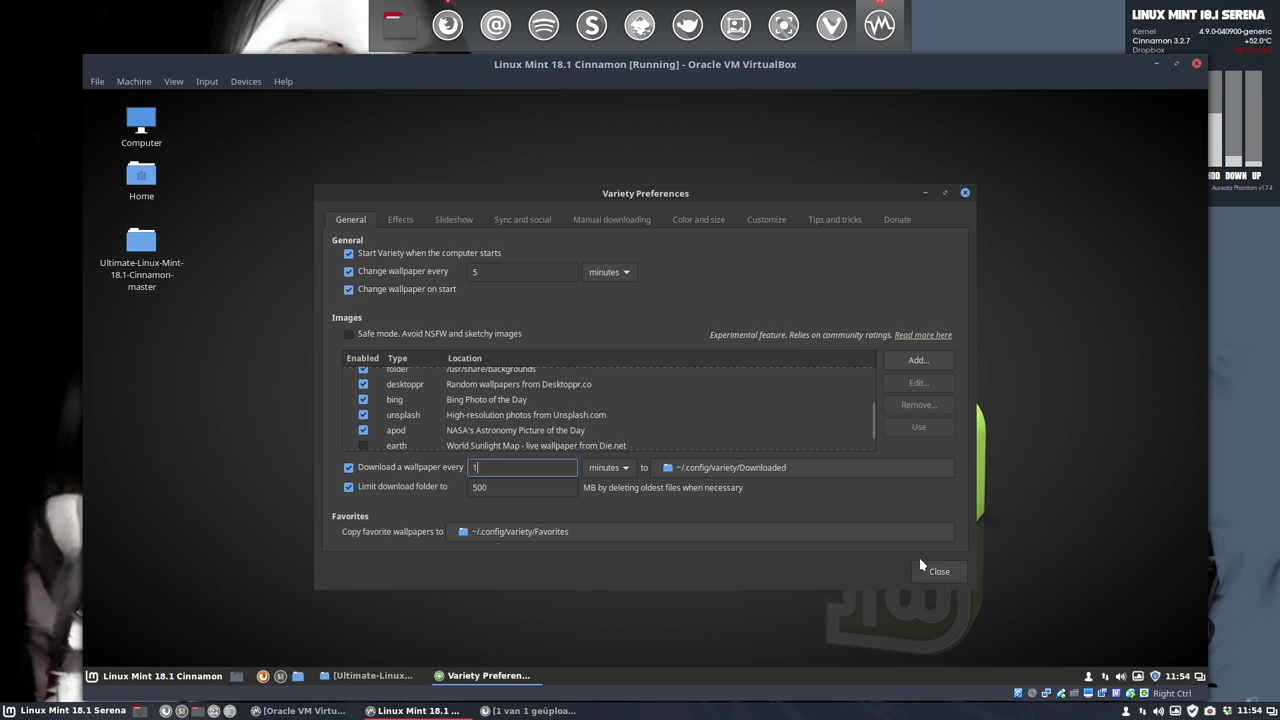 LINUX MINT 18.1 SERENA
Kernel 4.9.0-040900-generic
Cinnamon 3.2.7 +52.0°C
Dropbox
Linux Mint 18.1 Cinnamon [Running] - Oracle VM VirtualBox
File Machine View Input Devices Help
Computer
Home
Ultimate-Linux-Mint-18.1-Cinnamon-master
HDD DOWN UP
Aureola Phantom v1.7.4
Variety Preferences
General Effects Slideshow Sync and social Manual downloading Color and size Customize Tips and tricks Donate
General
Start Variety when the computer starts
Change wallpaper every 5 minutes
Change wallpaper on start
Images
Safe mode. Avoid NSFW and sketchy images Experimental feature. Relies on community ratings. Read more here
Enabled Type Location Add...
folder /usr/share/backgrounds
desktoppr Random wallpapers from Desktoppr.co Edit...
bing Bing Photo of the Day Remove...
unsplash High-resolution photos from Unsplash.com
apod NASA's Astronomy Picture of the Day Use
earth World Sunlight Map - live wallpaper from Die.net
Download a wallpaper every 1 minutes to ~/.config/variety/Downloaded
Limit download folder to 500 MB by deleting oldest files when necessary
Favorites
Copy favorite wallpapers to ~/.config/variety/Favorites
Close
Linux Mint 18.1 Cinnamon [Ultimate-Linux... Variety Preferen... 11:54
Right Ctrl
Linux Mint 18.1 Serena [Oracle VM Virtu... Linux Mint 18.1 ... [1 van 1 geüploa... 11:54